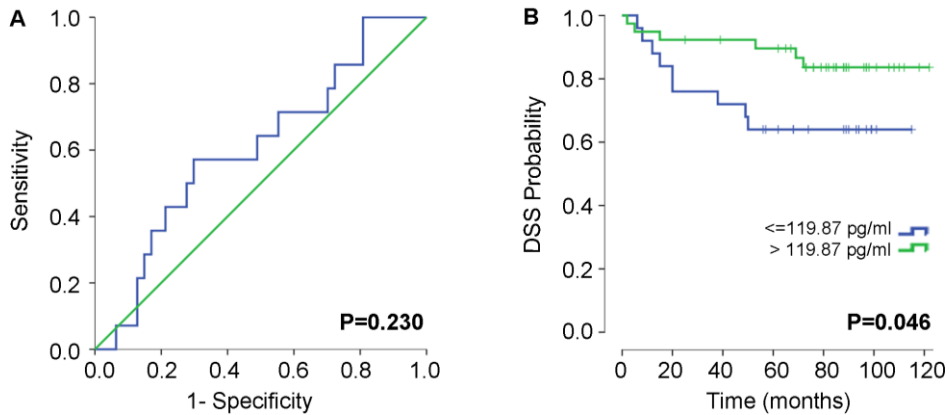 A
Sensitivity
1.0
0.8
0.6
0.4
0.2
0.0
P=0.230
0.0 0.2 0.4 0.6 0.8 1.0
1- Specificity
B
DSS Probability
1.0
0.8
0.6
0.4
0.2
0.0
<=119.87 pg/ml
> 119.87 pg/ml
P=0.046
0 20 40 60 80 100 120
Time (months)